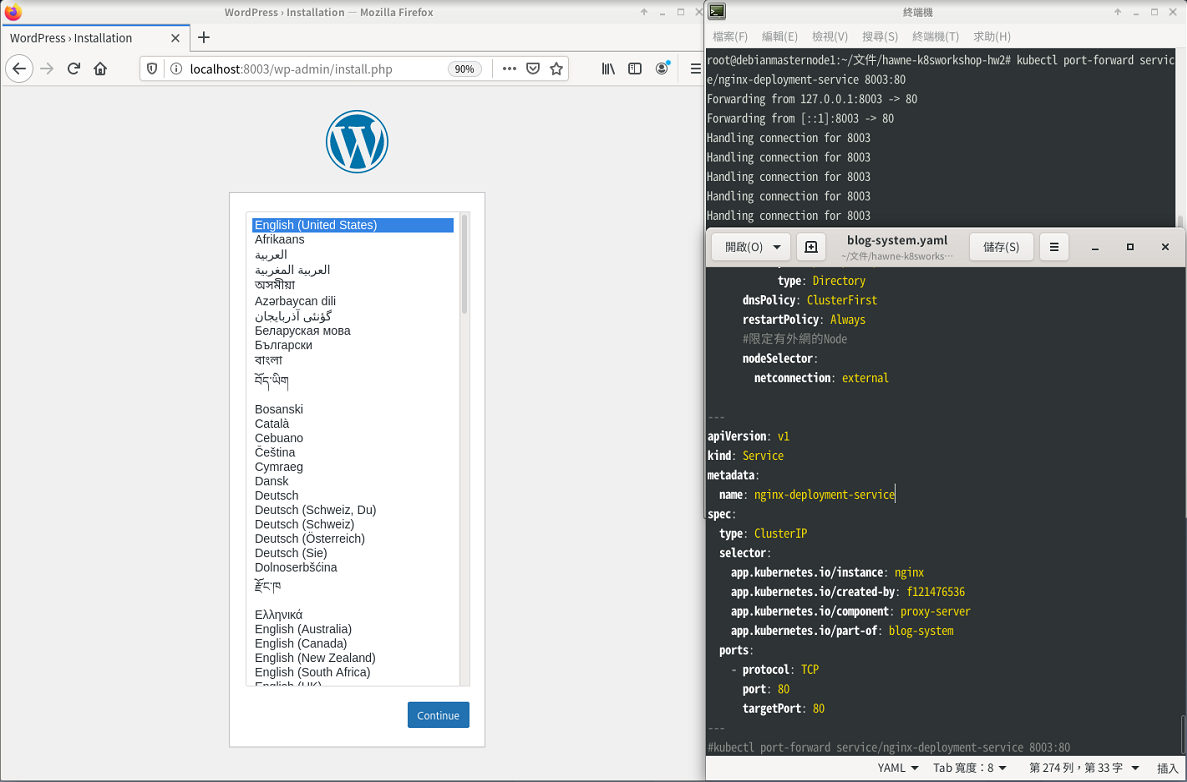 WordPress › Installation — Mozilla Firefox
WordPress › Installation
localhost:8003/wp-admin/install.php
90%
English (United States)
Afrikaans
العربية
العربية المغربية
অসমীয়া
Azərbaycan dili
گؤنئی آذربایجان
Беларуская мова
Български
বাংলা
བོད་ཡིག
Bosanski
Català
Cebuano
Čeština
Cymraeg
Dansk
Deutsch
Deutsch (Schweiz, Du)
Deutsch (Schweiz)
Deutsch (Österreich)
Deutsch (Sie)
Dolnoserbšćina
རྫོང་ཁ
Ελληνικά
English (Australia)
English (Canada)
English (New Zealand)
English (South Africa)
English (UK)
Continue
終端機
檔案(F) 編輯(E) 檢視(V) 搜尋(S) 終端機(T) 求助(H)
root@debianmasternode1:~/文件/hawne-k8sworkshop-hw2# kubectl port-forward servic
e/nginx-deployment-service 8003:80
Forwarding from 127.0.0.1:8003 -> 80
Forwarding from [::1]:8003 -> 80
Handling connection for 8003
Handling connection for 8003
Handling connection for 8003
Handling connection for 8003
Handling connection for 8003
開啟(O)
blog-system.yaml
~/文件/hawne-k8sworks…
儲存(S)
type: Directory
dnsPolicy: ClusterFirst
restartPolicy: Always
#限定有外網的Node
nodeSelector:
netconnection: external
---
apiVersion: v1
kind: Service
metadata:
name: nginx-deployment-service
spec:
type: ClusterIP
selector:
app.kubernetes.io/instance: nginx
app.kubernetes.io/created-by: f121476536
app.kubernetes.io/component: proxy-server
app.kubernetes.io/part-of: blog-system
ports:
- protocol: TCP
port: 80
targetPort: 80
---
#kubectl port-forward service/nginx-deployment-service 8003:80
YAML Tab 寬度：8 第 274 列，第 33 字 插入